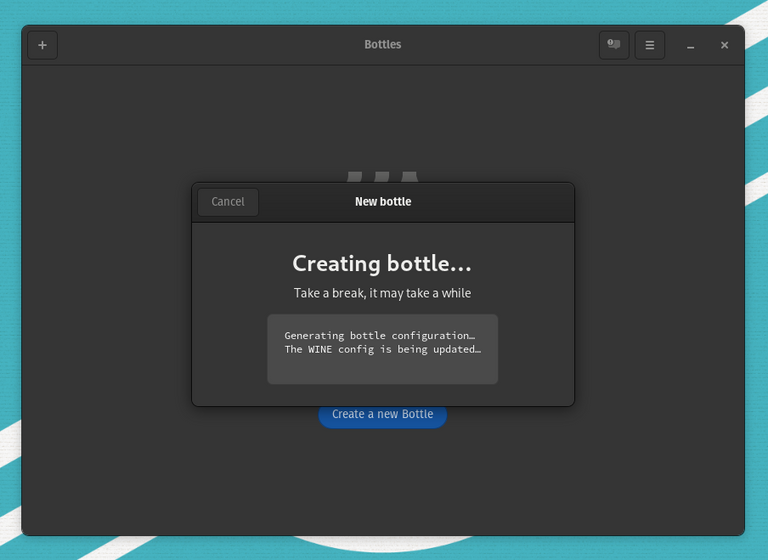 Bottles
Cancel
New bottle
Creating bottle…
Take a break, it may take a while
Generating bottle configuration…
The WINE config is being updated…
Create a new Bottle